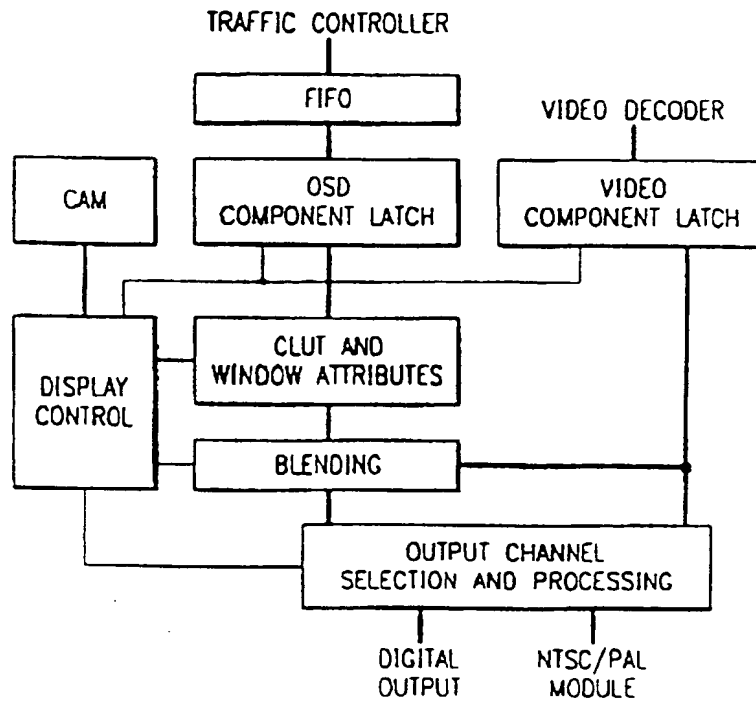 TRAFFIC CONTROLLER
FIFO
VIDEO DECODER
CAM
OSD
COMPONENT LATCH
VIDEO
COMPONENT LATCH
DISPLAY
CONTROL
CLUT AND
WINDOW ATTRIBUTES
BLENDING
OUTPUT CHANNEL
SELECTION AND PROCESSING
DIGITAL
OUTPUT
NTSC/PAL
MODULE